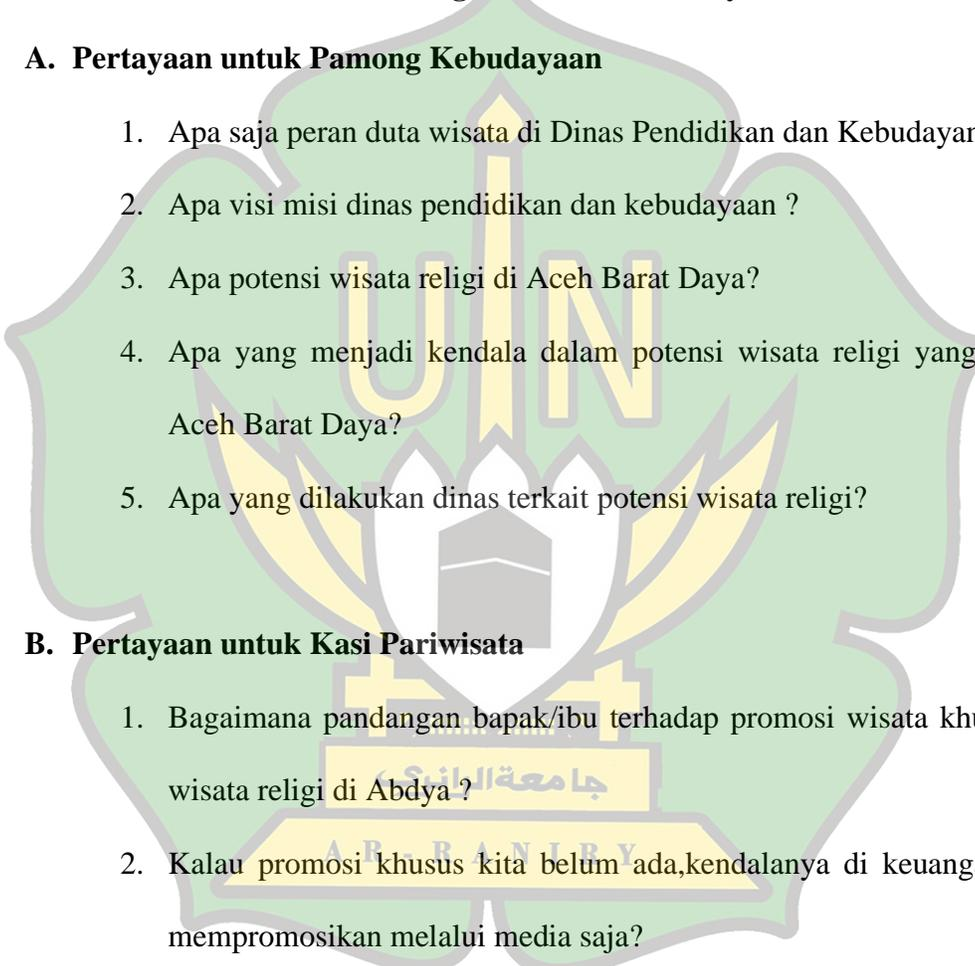 A. Pertayaan untuk Pamong Kebudayaan
1. Apa saja peran duta wisata di Dinas Pendidikan dan Kebudayan
2. Apa visi misi dinas pendidikan dan kebudayaan ?
3. Apa potensi wisata religi di Aceh Barat Daya?
4. Apa yang menjadi kendala dalam potensi wisata religi yang
Aceh Barat Daya?
5. Apa yang dilakukan dinas terkait potensi wisata religi?
B. Pertayaan untuk Kasi Pariwisata
1. Bagaimana pandangan bapak/ibu terhadap promosi wisata
wisata religi di Abdya ?
2. Kalau promosi khusus kita belum ada,kendalanya di
mempromosikan melalui media saja?
UIN
جامعة الرانري
AR-RANIRY